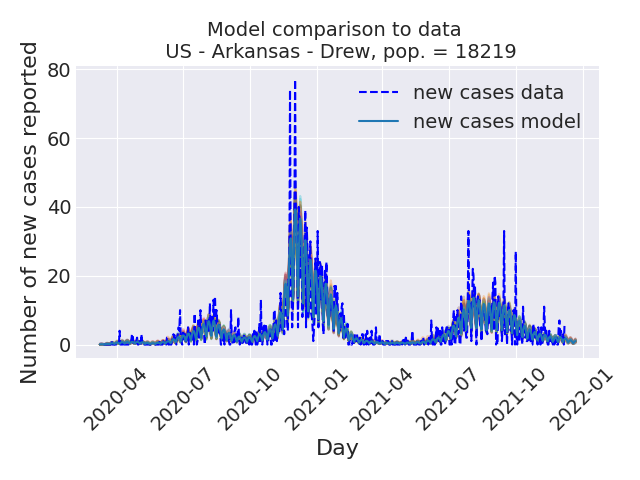 Model comparison to data
US - Arkansas - Drew, pop. = 18219
Number of new cases reported
80
60
40
20
0
new cases data
new cases model
2020-04
2020-07
2020-10
2021-01
2021-04
2021-07
2021-10
2022-01
Day